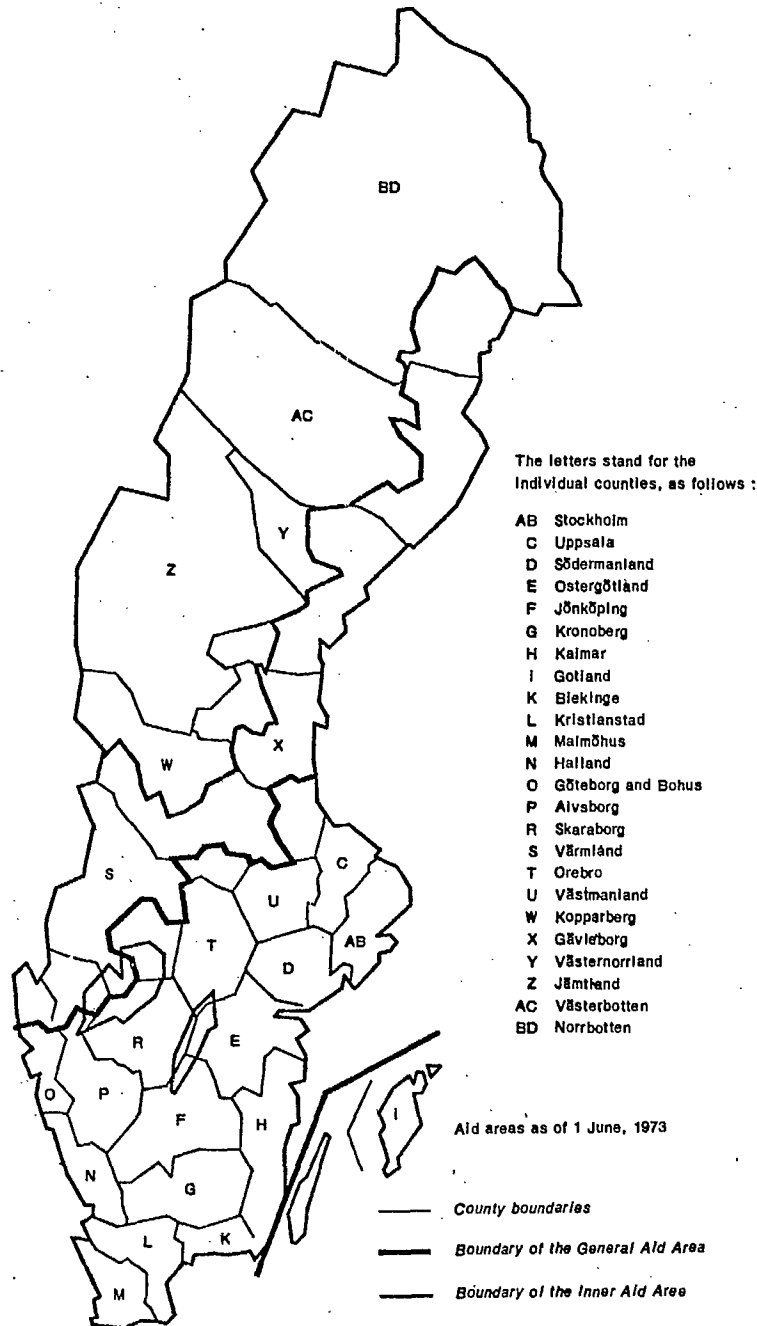 BD
AC
The letters stand for the
individual counties, as follows :
AB Stockholm
C Uppsala
D Södermanland
E Ostergötland
F Jönköping
G Kronoberg
H Kalmar
I Gotland
K Blekinge
L Kristianstad
M Malmöhus
N Halland
O Göteborg and Bohus
P Alvsborg
R Skaraborg
S Värmland
T Orebro
U Västmanland
W Kopparberg
X Gävleborg
Y Västernorrland
Z Jämtland
AC Västerbotten
BD Norrbotten
Y
Z
X
W
S
C
U
AB
T
D
R
E
O
P
F
H
I
Aid areas as of 1 June, 1973
N
G
County boundaries
L
K
Boundary of the General Aid Area
M
Boundary of the Inner Aid Area